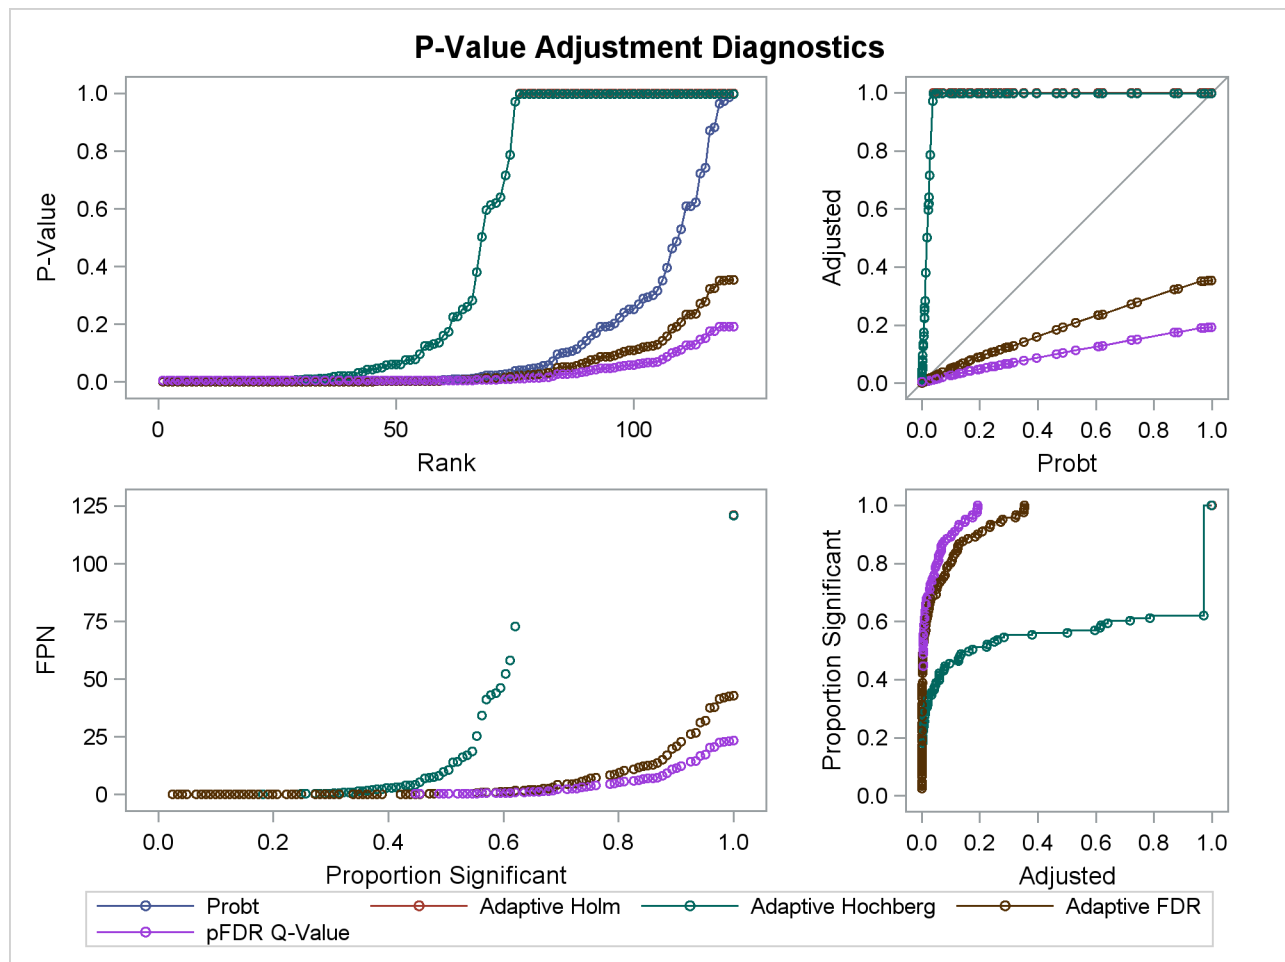 P-Value Adjustment Diagnostics
1.0
0.8
0.6
0.4
0.2
0.0
P-Value
0 50 100
Rank
1.0
0.8
0.6
0.4
0.2
0.0
Adjusted
0.0 0.2 0.4 0.6 0.8 1.0
Probt
125
100
75
50
25
0
FPN
0.0 0.2 0.4 0.6 0.8 1.0
Proportion Significant
1.0
0.8
0.6
0.4
0.2
0.0
Proportion Significant
0.0 0.2 0.4 0.6 0.8 1.0
Adjusted
Probt Adaptive Holm Adaptive Hochberg Adaptive FDR
pFDR Q-Value